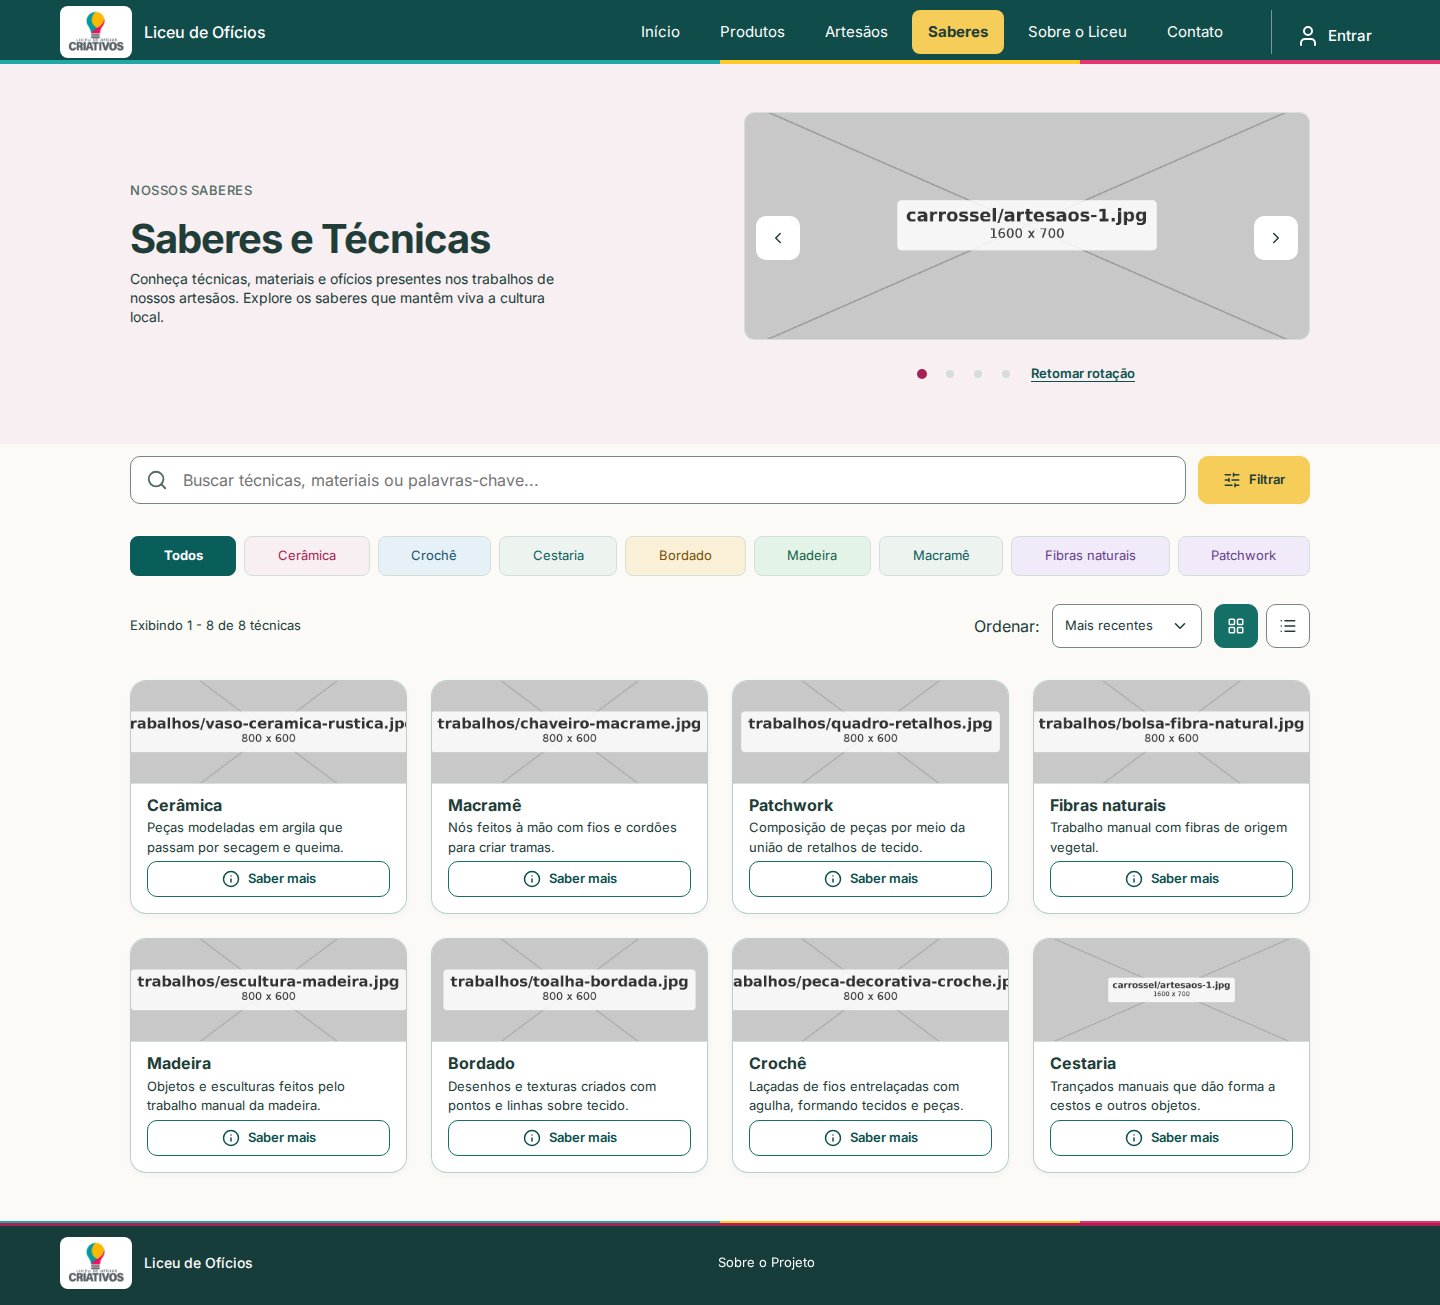 LICEU DE OFÍCIOS
CRIATIVOS
Liceu de Ofícios
Início
Produtos
Artesãos
Saberes
Sobre o Liceu
Contato
Entrar
NOSSOS SABERES
Saberes e Técnicas
Conheça técnicas, materiais e ofícios presentes nos trabalhos de
nossos artesãos. Explore os saberes que mantêm viva a cultura
local.
carrossel/artesaos-1.jpg
1600 x 700
Retomar rotação
Buscar técnicas, materiais ou palavras-chave...
Filtrar
Todos
Cerâmica
Crochê
Cestaria
Bordado
Madeira
Macramê
Fibras naturais
Patchwork
Exibindo 1 - 8 de 8 técnicas
Ordenar:
Mais recentes
rabalhos/vaso-ceramica-rustica.jp
800 x 600
Cerâmica
Peças modeladas em argila que
passam por secagem e queima.
Saber mais
trabalhos/chaveiro-macrame.jpg
800 x 600
Macramê
Nós feitos à mão com fios e cordões
para criar tramas.
Saber mais
trabalhos/quadro-retalhos.jpg
800 x 600
Patchwork
Composição de peças por meio da
união de retalhos de tecido.
Saber mais
trabalhos/bolsa-fibra-natural.jpg
800 x 600
Fibras naturais
Trabalho manual com fibras de origem
vegetal.
Saber mais
trabalhos/escultura-madeira.jpg
800 x 600
Madeira
Objetos e esculturas feitos pelo
trabalho manual da madeira.
Saber mais
trabalhos/toalha-bordada.jpg
800 x 600
Bordado
Desenhos e texturas criados com
pontos e linhas sobre tecido.
Saber mais
abalhos/peca-decorativa-croche.jp
800 x 600
Crochê
Laçadas de fios entrelaçadas com
agulha, formando tecidos e peças.
Saber mais
carrossel/artesaos-1.jpg
1600 x 700
Cestaria
Trançados manuais que dão forma a
cestos e outros objetos.
Saber mais
LICEU DE OFÍCIOS
CRIATIVOS
Liceu de Ofícios
Sobre o Projeto